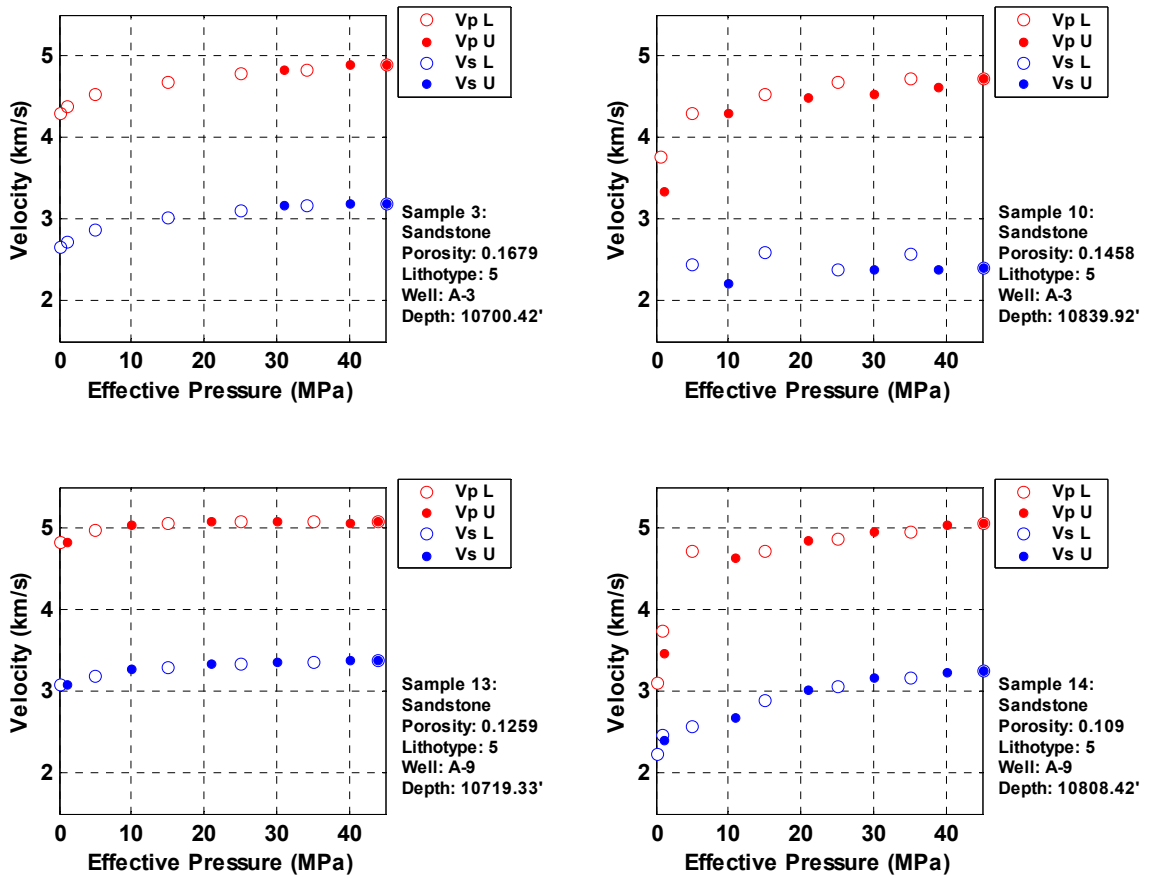 5
4
3
2
Velocity (km/s)
0 10 20 30 40
Effective Pressure (MPa)
Vp L
Vp U
Vs L
Vs U
Sample 3:
Sandstone
Porosity: 0.1679
Lithotype: 5
Well: A-3
Depth: 10700.42'
5
4
3
2
Velocity (km/s)
0 10 20 30 40
Effective Pressure (MPa)
Vp L
Vp U
Vs L
Vs U
Sample 10:
Sandstone
Porosity: 0.1458
Lithotype: 5
Well: A-3
Depth: 10839.92'
5
4
3
2
Velocity (km/s)
0 10 20 30 40
Effective Pressure (MPa)
Vp L
Vp U
Vs L
Vs U
Sample 13:
Sandstone
Porosity: 0.1259
Lithotype: 5
Well: A-9
Depth: 10719.33'
5
4
3
2
Velocity (km/s)
0 10 20 30 40
Effective Pressure (MPa)
Vp L
Vp U
Vs L
Vs U
Sample 14:
Sandstone
Porosity: 0.109
Lithotype: 5
Well: A-9
Depth: 10808.42'